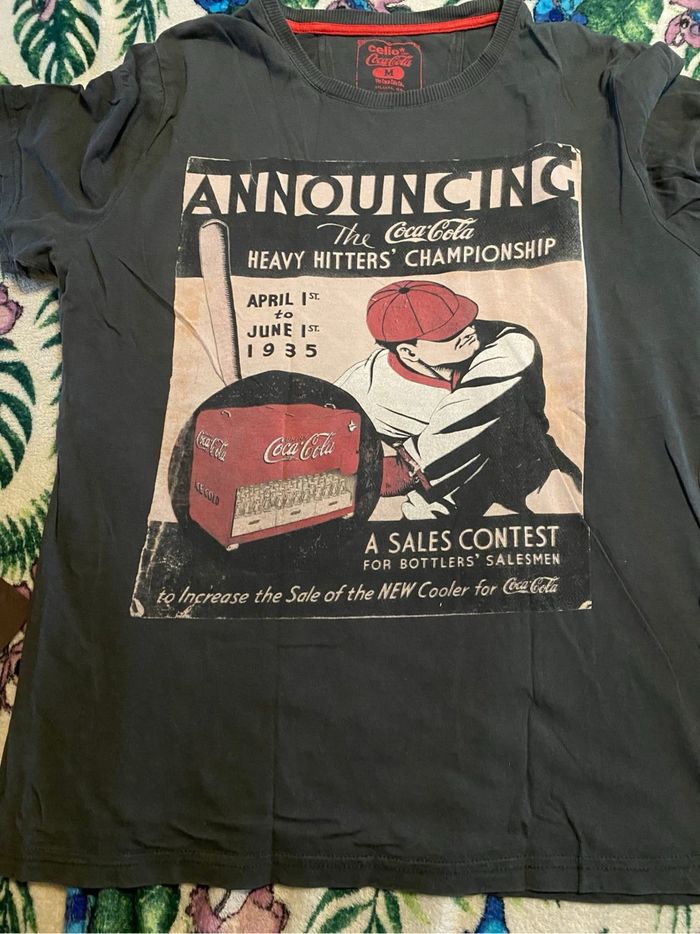 celio*
Coca-Cola
M
ANNOUNCING
The Coca-Cola
HEAVY HITTERS' CHAMPIONSHIP
APRIL 1ST.
to
JUNE 1ST.
1935
Coca-Cola
Coca-Cola
ICE COLD
A SALES CONTEST
FOR BOTTLERS' SALESMEN
to Increase the Sale of the NEW Cooler for Coca-Cola